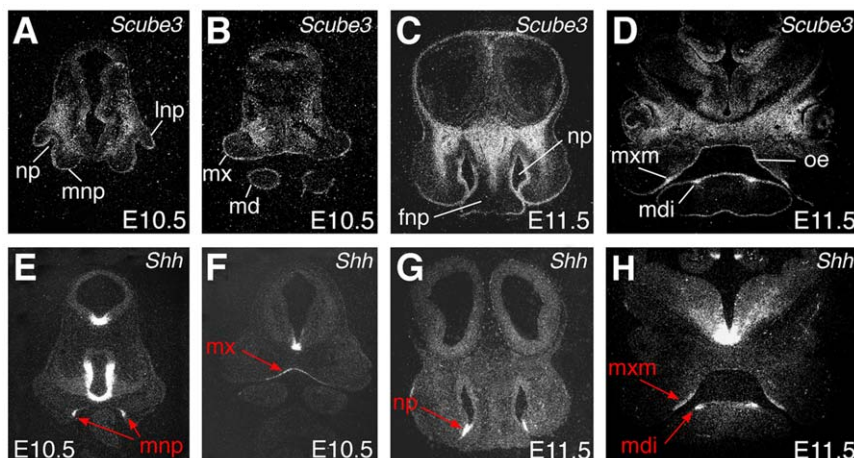 A
Scube3
lnp
np
mnp
E10.5
B
Scube3
mx
md
E10.5
C
Scube3
np
fnp
E11.5
D
Scube3
mxm
oe
mdi
E11.5
E
Shh
E10.5
mnp
F
Shh
mx
E10.5
G
Shh
np
E11.5
H
Shh
mxm
mdi
E11.5